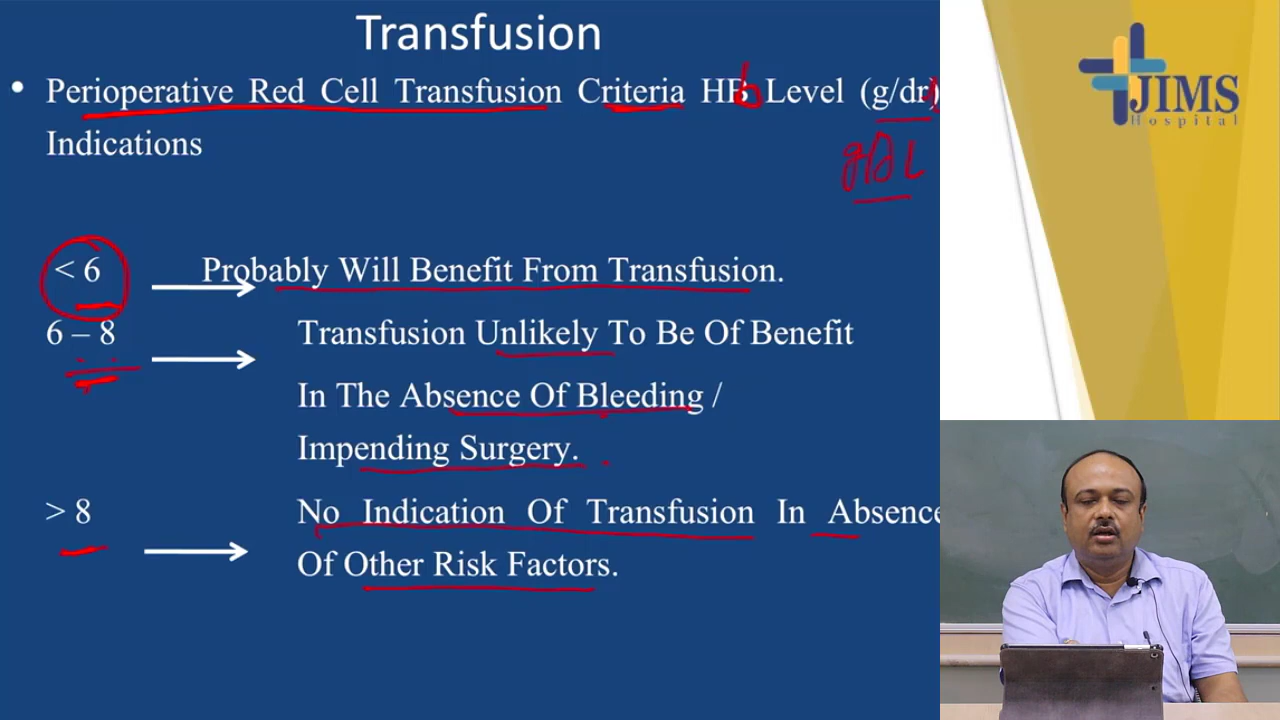 Transfusion
• Perioperative Red Cell Transfusion Criteria HB b Level (g/dr)
g/dL
Indications
< 6 Probably Will Benefit From Transfusion.
6 – 8 Transfusion Unlikely To Be Of Benefit
In The Absence Of Bleeding /
Impending Surgery.
> 8 No Indication Of Transfusion In Absence
Of Other Risk Factors.
JIMS
Hospital